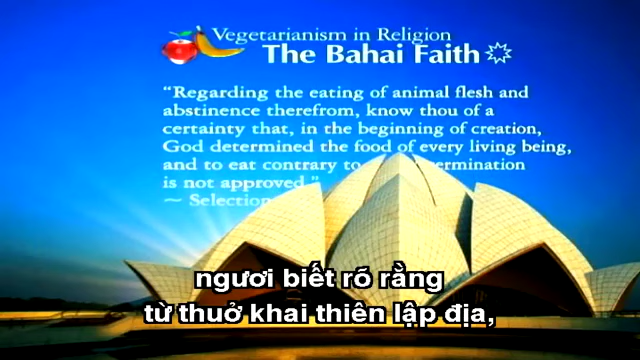 Vegetarianism in Religion
The Bahai Faith
“Regarding the eating of animal flesh and
abstinence therefrom, know thou of a
certainty that, in the beginning of creation,
God determined the food of every living being,
and to eat contrary to
is not approved.”
~ Selection
ngươi biết rõ rằng
từ thuở khai thiên lập địa,